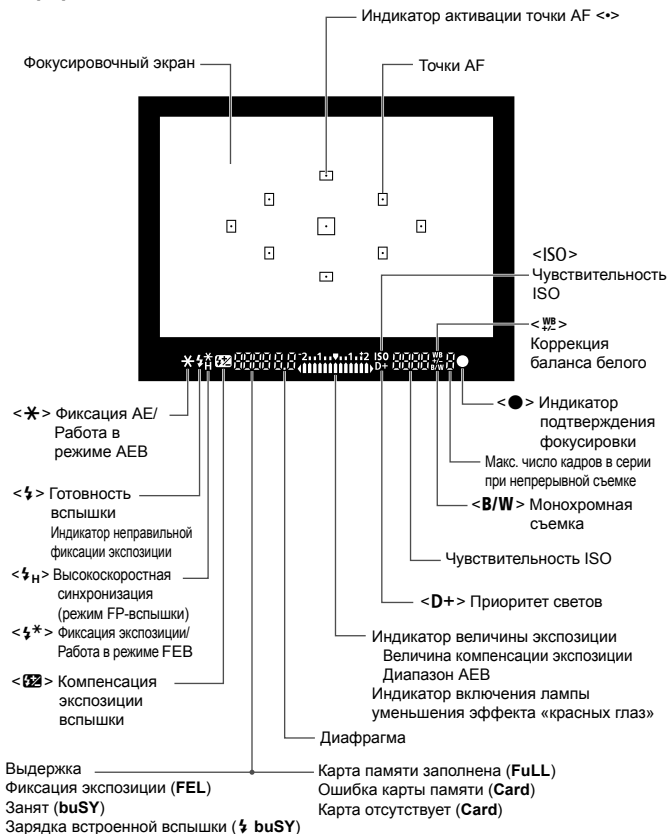 Индикатор активации точки AF <•>
Фокусировочный экран
Точки AF
<ISO>
Чувствительность
ISO
<WB +/−>
Коррекция
баланса белого
<●> Индикатор
подтверждения
фокусировки
Макс. число кадров в серии
при непрерывной съемке
<B/W> Монохромная
съемка
Чувствительность ISO
<D+> Приоритет светов
Индикатор величины экспозиции
Величина компенсации экспозиции
Диапазон AEB
Индикатор включения лампы
уменьшения эффекта «красных глаз»
Диафрагма
<✱> Фиксация AE/
Работа в
режиме AEB
<⚡> Готовность
вспышки
Индикатор неправильной
фиксации экспозиции
<⚡H> Высокоскоростная
синхронизация
(режим FP-вспышки)
<⚡*> Фиксация экспозиции/
Работа в режиме FEB
<⚡±> Компенсация
экспозиции
вспышки
Выдержка
Фиксация экспозиции (FEL)
Занят (buSY)
Зарядка встроенной вспышки (⚡ buSY)
Карта памяти заполнена (FuLL)
Ошибка карты памяти (Card)
Карта отсутствует (Card)